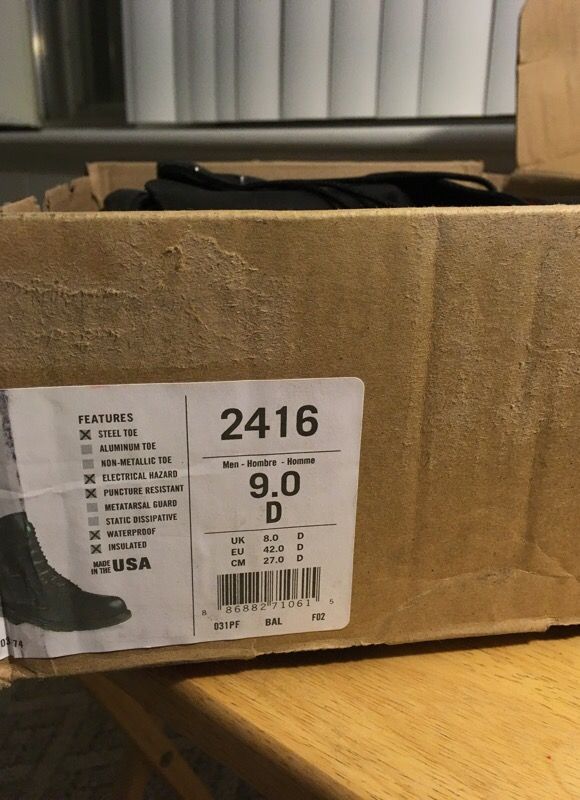 FEATURES
STEEL TOE
ALUMINUM TOE
NON-METALLIC TOE
ELECTRICAL HAZARD
PUNCTURE RESISTANT
METATARSAL GUARD
STATIC DISSIPATIVE
WATERPROOF
INSULATED
MADE IN THE USA
2416
Men - Hombre - Homme
9.0
D
UK 8.0 D
EU 42.0 D
CM 27.0 D
8 86882 71061 5
031PF BAL F02